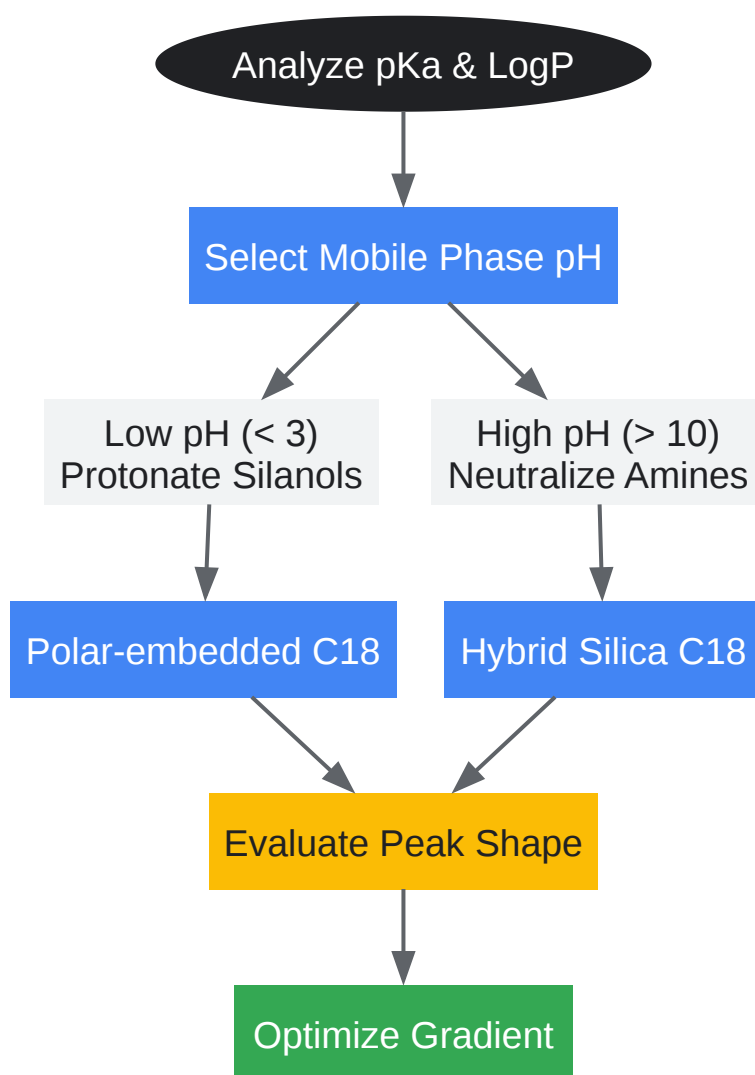 Analyze pKa & LogP
Select Mobile Phase pH
Low pH (< 3)
Protonate Silanols
High pH (> 10)
Neutralize Amines
Polar-embedded C18
Hybrid Silica C18
Evaluate Peak Shape
Optimize Gradient